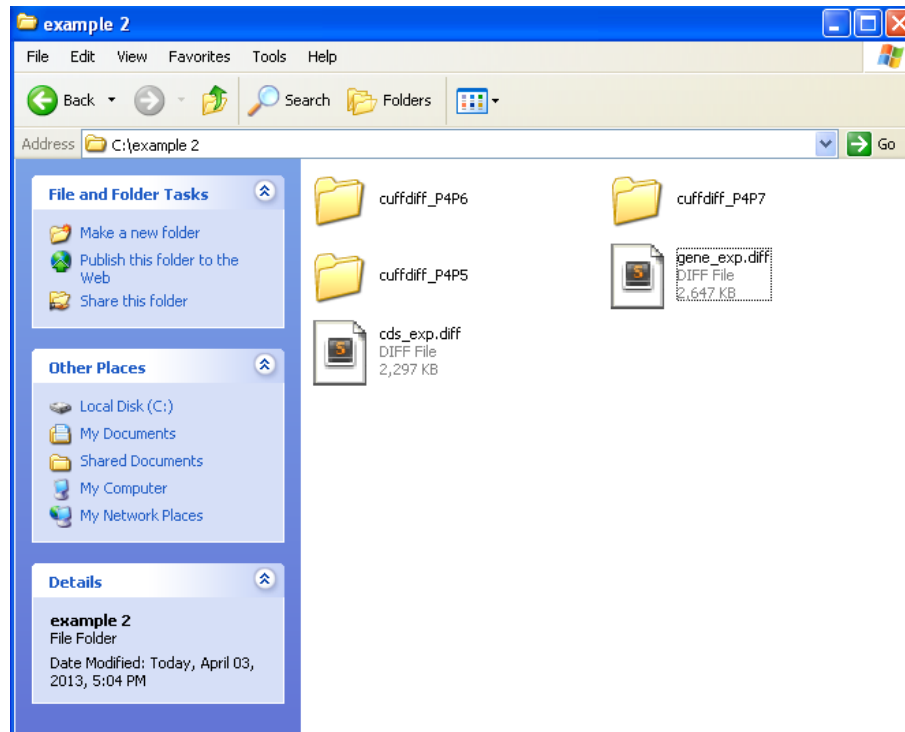 example 2
File Edit View Favorites Tools Help
Back Search Folders
Address C:\example 2 Go
File and Folder Tasks
Make a new folder
Publish this folder to the
Web
Share this folder
Other Places
Local Disk (C:)
My Documents
Shared Documents
My Computer
My Network Places
Details
example 2
File Folder
Date Modified: Today, April 03,
2013, 5:04 PM
cuffdiff_P4P6
cuffdiff_P4P7
cuffdiff_P4P5
gene_exp.diff
DIFF File
2,647 KB
cds_exp.diff
DIFF File
2,297 KB